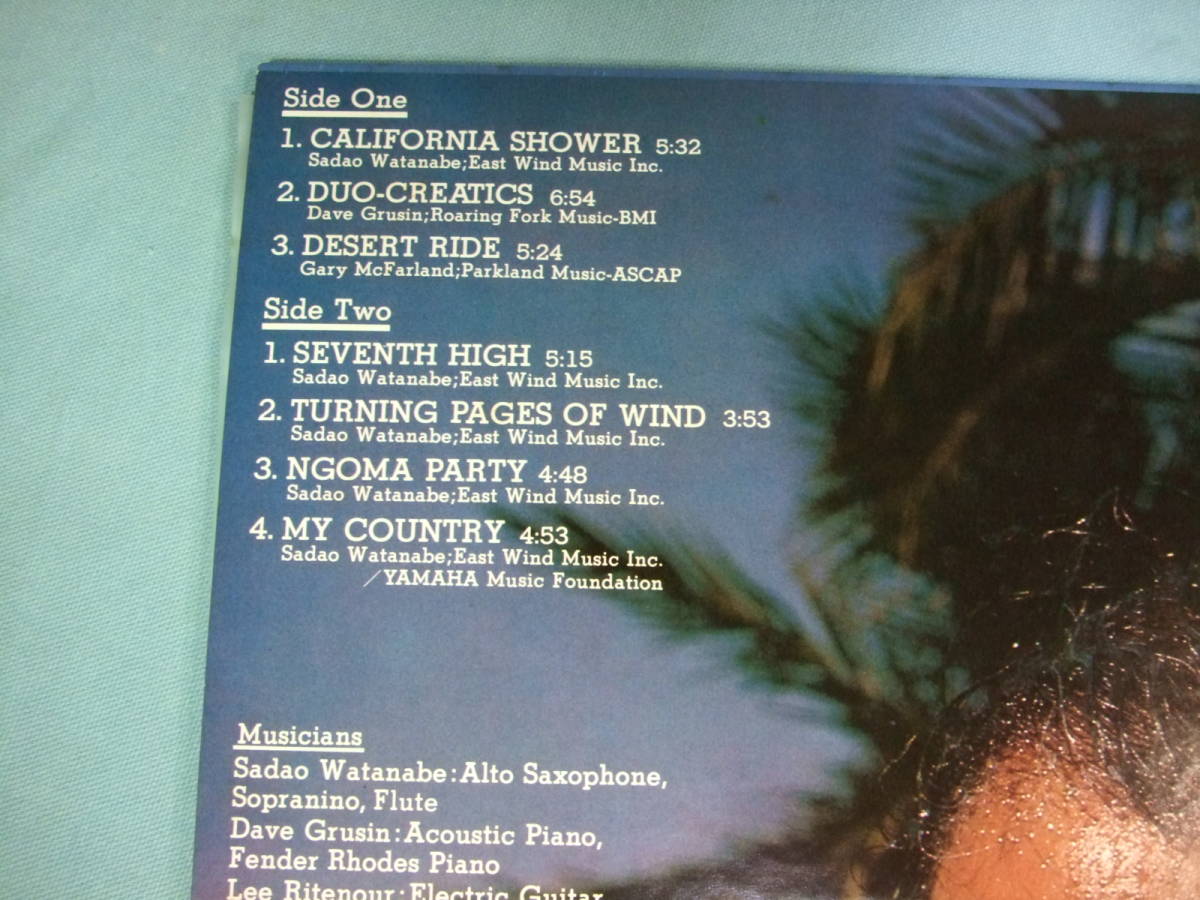 Side One
1. CALIFORNIA SHOWER 5:32
Sadao Watanabe;East Wind Music Inc.
2. DUO-CREATICS 6:54
Dave Grusin;Roaring Fork Music-BMI
3. DESERT RIDE 5:24
Gary McFarland;Parkland Music-ASCAP
Side Two
1. SEVENTH HIGH 5:15
Sadao Watanabe;East Wind Music Inc.
2. TURNING PAGES OF WIND 3:53
Sadao Watanabe;East Wind Music Inc.
3. NGOMA PARTY 4:48
Sadao Watanabe;East Wind Music Inc.
4. MY COUNTRY 4:53
Sadao Watanabe;East Wind Music Inc.
/YAMAHA Music Foundation
Musicians
Sadao Watanabe:Alto Saxophone,
Sopranino, Flute
Dave Grusin:Acoustic Piano,
Fender Rhodes Piano
Lee Ritenour:Electric Guitar